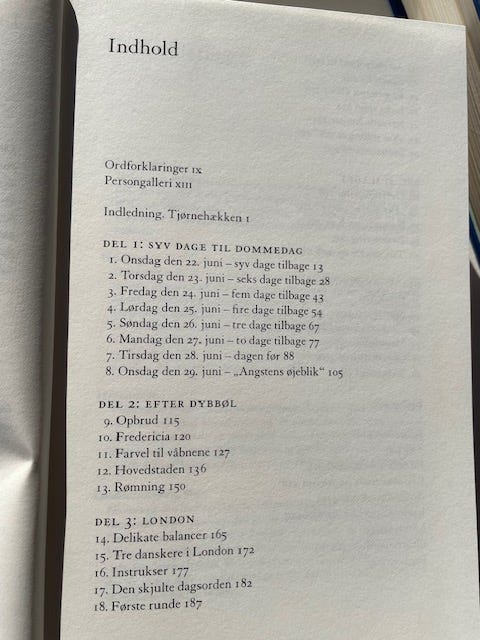 Indhold
Ordforklaringer IX
Persongalleri XIII
Indledning. Tjørnehækken 1
DEL 1: SYV DAGE TIL DOMMEDAG
1. Onsdag den 22. juni – syv dage tilbage 13
2. Torsdag den 23. juni – seks dage tilbage 28
3. Fredag den 24. juni – fem dage tilbage 43
4. Lørdag den 25. juni – fire dage tilbage 54
5. Søndag den 26. juni – tre dage tilbage 67
6. Mandag den 27. juni – to dage tilbage 77
7. Tirsdag den 28. juni – dagen før 88
8. Onsdag den 29. juni – „Angstens øjeblik“ 105
DEL 2: EFTER DYBBØL
9. Opbrud 115
10. Fredericia 120
11. Farvel til våbnene 127
12. Hovedstaden 136
13. Rømning 150
DEL 3: LONDON
14. Delikate balancer 165
15. Tre danskere i London 172
16. Instrukser 177
17. Den skjulte dagsorden 182
18. Første runde 187